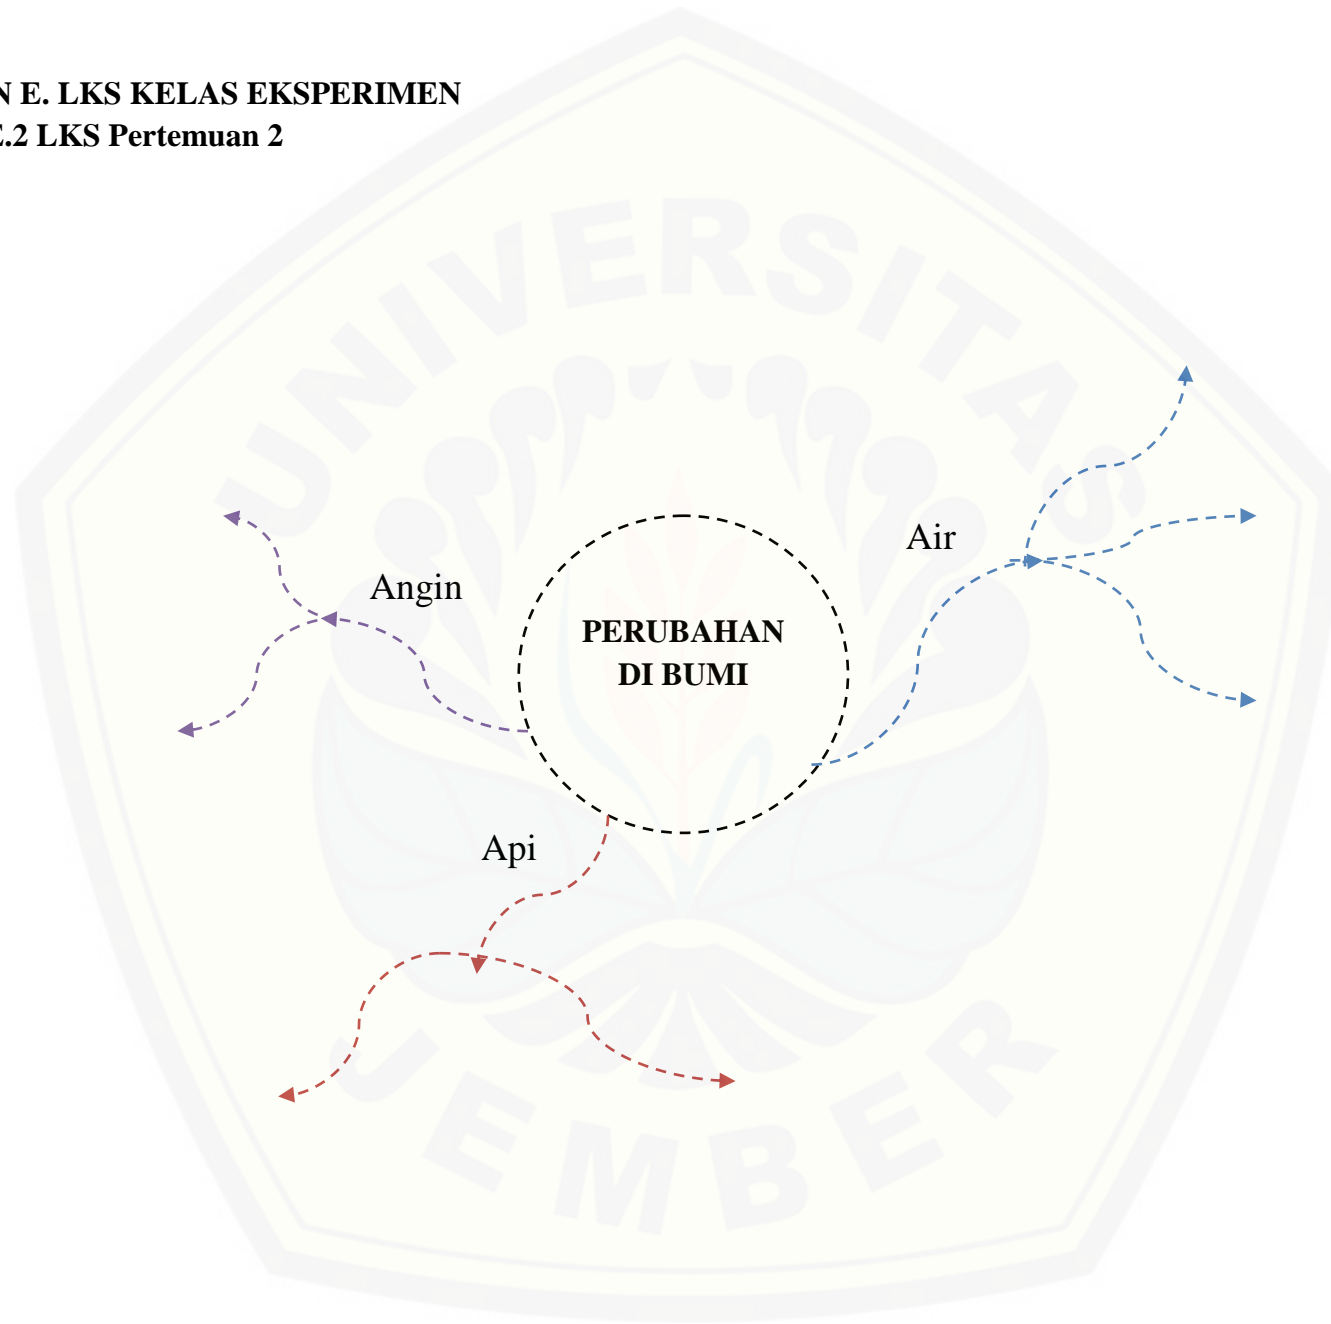 N E. LKS KELAS EKSPERIMEN
E.2 LKS Pertemuan 2
UNIVERSITAS
Air
Angin
PERUBAHAN
DI BUMI
Api
JEMBER